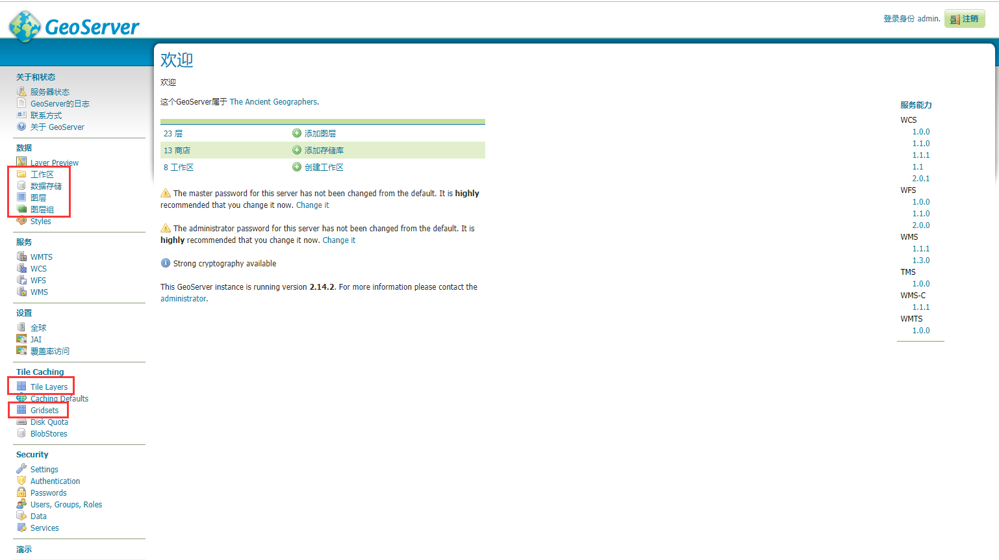 GeoServer
登录身份 admin. 注销
关于和状态
服务器状态
GeoServer的日志
联系方式
关于 GeoServer
数据
Layer Preview
工作区
数据存储
图层
图层组
Styles
服务
WMTS
WCS
WFS
WMS
设置
全球
JAI
覆盖率访问
Tile Caching
Tile Layers
Caching Defaults
Gridsets
Disk Quota
BlobStores
Security
Settings
Authentication
Passwords
Users, Groups, Roles
Data
Services
演示
欢迎
欢迎
这个GeoServer属于 The Ancient Geographers.
23 层 添加图层
13 商店 添加存储库
8 工作区 创建工作区
The master password for this server has not been changed from the default. It is highly
recommended that you change it now. Change it
The administrator password for this server has not been changed from the default. It is
highly recommended that you change it now. Change it
Strong cryptography available
This GeoServer instance is running version 2.14.2. For more information please contact the
administrator.
服务能力
WCS
1.0.0
1.1.0
1.1.1
1.1
2.0.1
WFS
1.0.0
1.1.0
2.0.0
WMS
1.1.1
1.3.0
TMS
1.0.0
WMS-C
1.1.1
WMTS
1.0.0